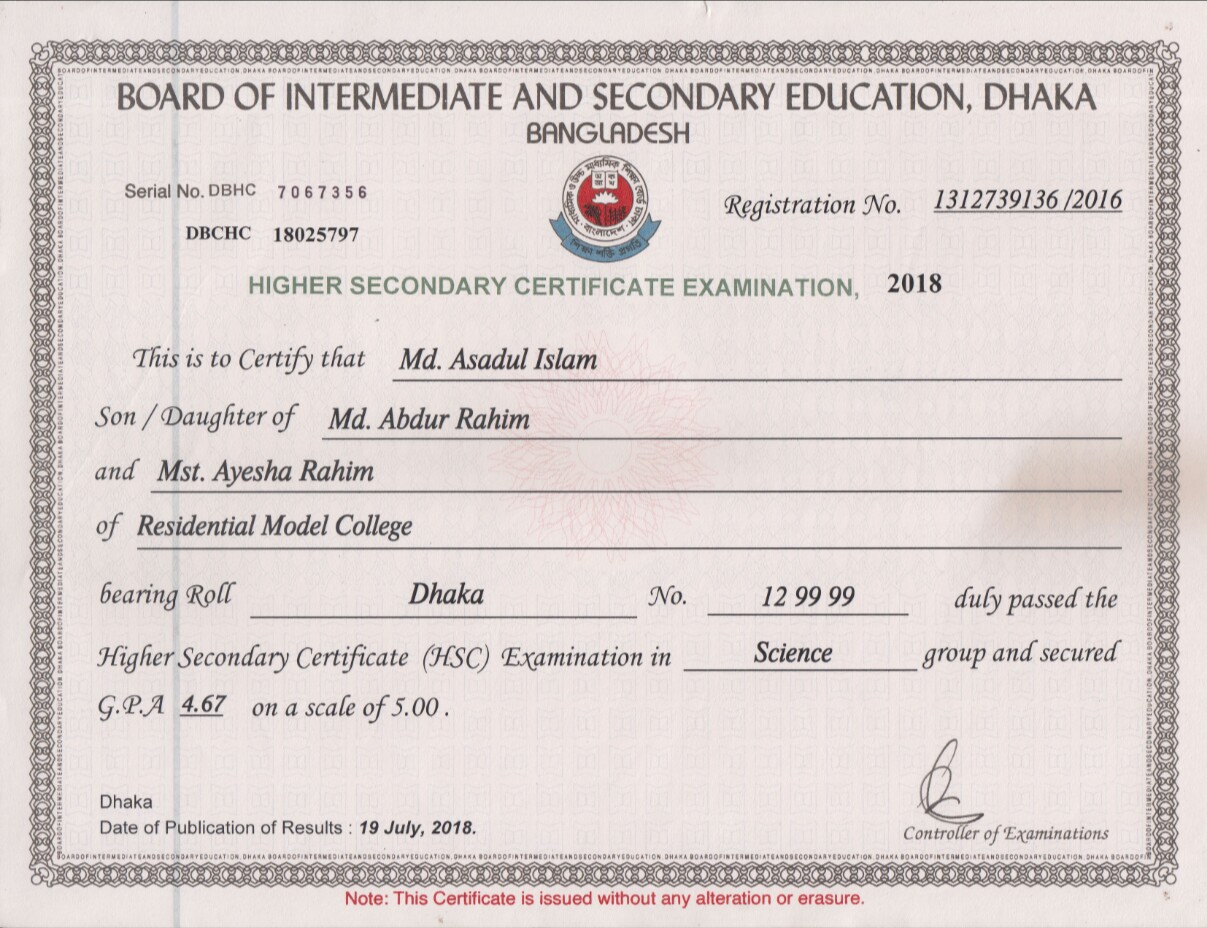 BOARD OF INTERMEDIATE AND SECONDARY EDUCATION, DHAKA
BANGLADESH
Serial No. DBHC 7067356
Registration No. 1312739136 /2016
DBCHC 18025797
মাধ্যমিক ও উচ্চ মাধ্যমিক শিক্ষা বোর্ড ঢাকা
বাংলাদেশ
HIGHER SECONDARY CERTIFICATE EXAMINATION, 2018
This is to Certify that Md. Asadul Islam
Son / Daughter of Md. Abdur Rahim
and Mst. Ayesha Rahim
of Residential Model College
bearing Roll Dhaka No. 12 99 99 duly passed the
Higher Secondary Certificate (HSC) Examination in Science group and secured
G.P.A 4.67 on a scale of 5.00 .
Dhaka
Date of Publication of Results : 19 July, 2018.
Controller of Examinations
Note: This Certificate is issued without any alteration or erasure.